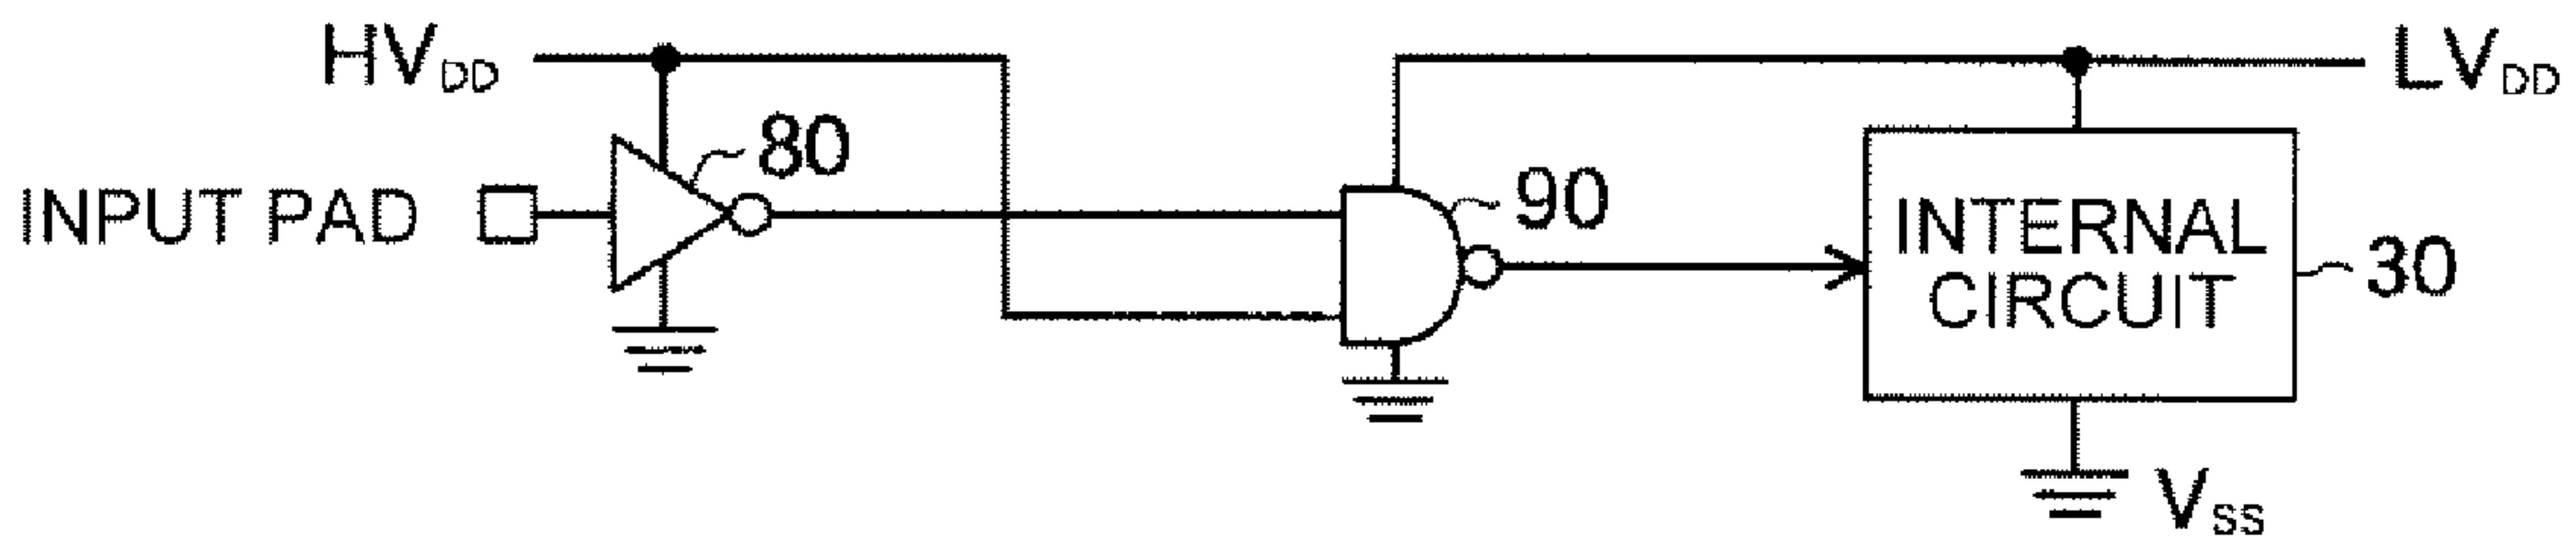 HVDD
LVDD
80
90
INPUT PAD
INTERNAL
CIRCUIT
30
VSS